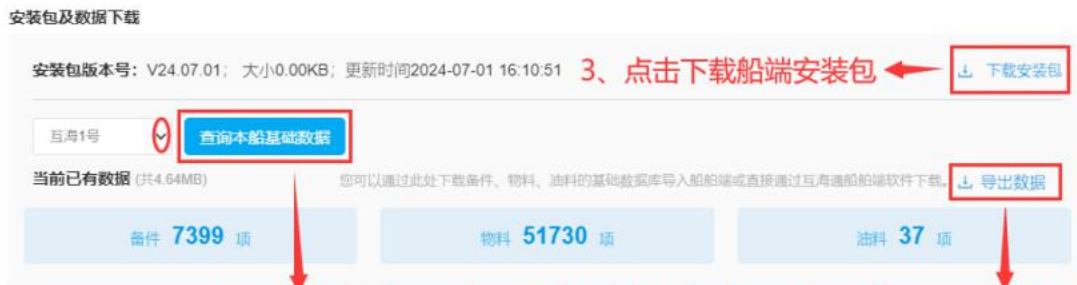 安装包及数据下载
安装包版本号：V24.07.01； 大小0.00KB；更新时间2024-07-01 16:10:51 3、点击下载船端安装包 下载安装包
互海1号 查询本船基础数据
当前已有数据 (共4.64MB) 您可以通过此处下载备件、物料、油料的基础数据库导入船舶端或直接通过互海通船舶端软件下载。 导出数据
备件 7399 项 物料 51730 项 油料 37 项